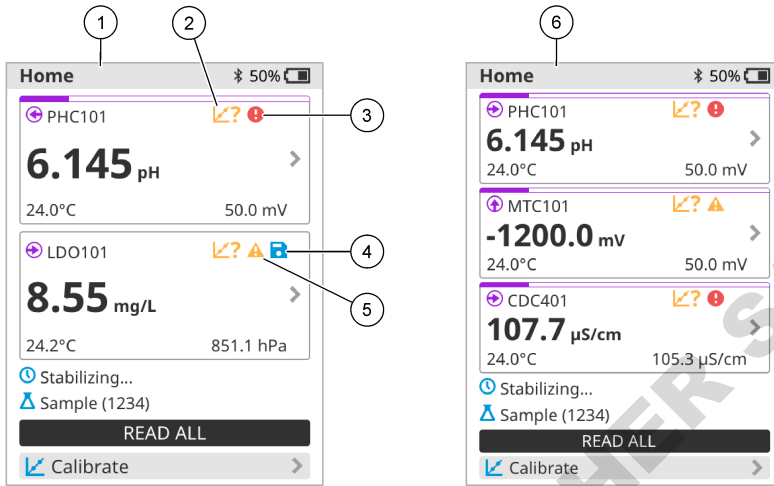 1
2
Home
50%
PHC101
?
3
6.145 pH
24.0°C
50.0 mV
LDO101
?
4
8.55 mg/L
5
24.2°C
851.1 hPa
Stabilizing...
Sample (1234)
READ ALL
Calibrate
6
Home
50%
PHC101
?
6.145 pH
24.0°C
50.0 mV
MTC101
?
-1200.0 mV
24.0°C
50.0 mV
CDC401
?
107.7 µS/cm
24.0°C
105.3 µS/cm
Stabilizing...
Sample (1234)
READ ALL
Calibrate
HER S